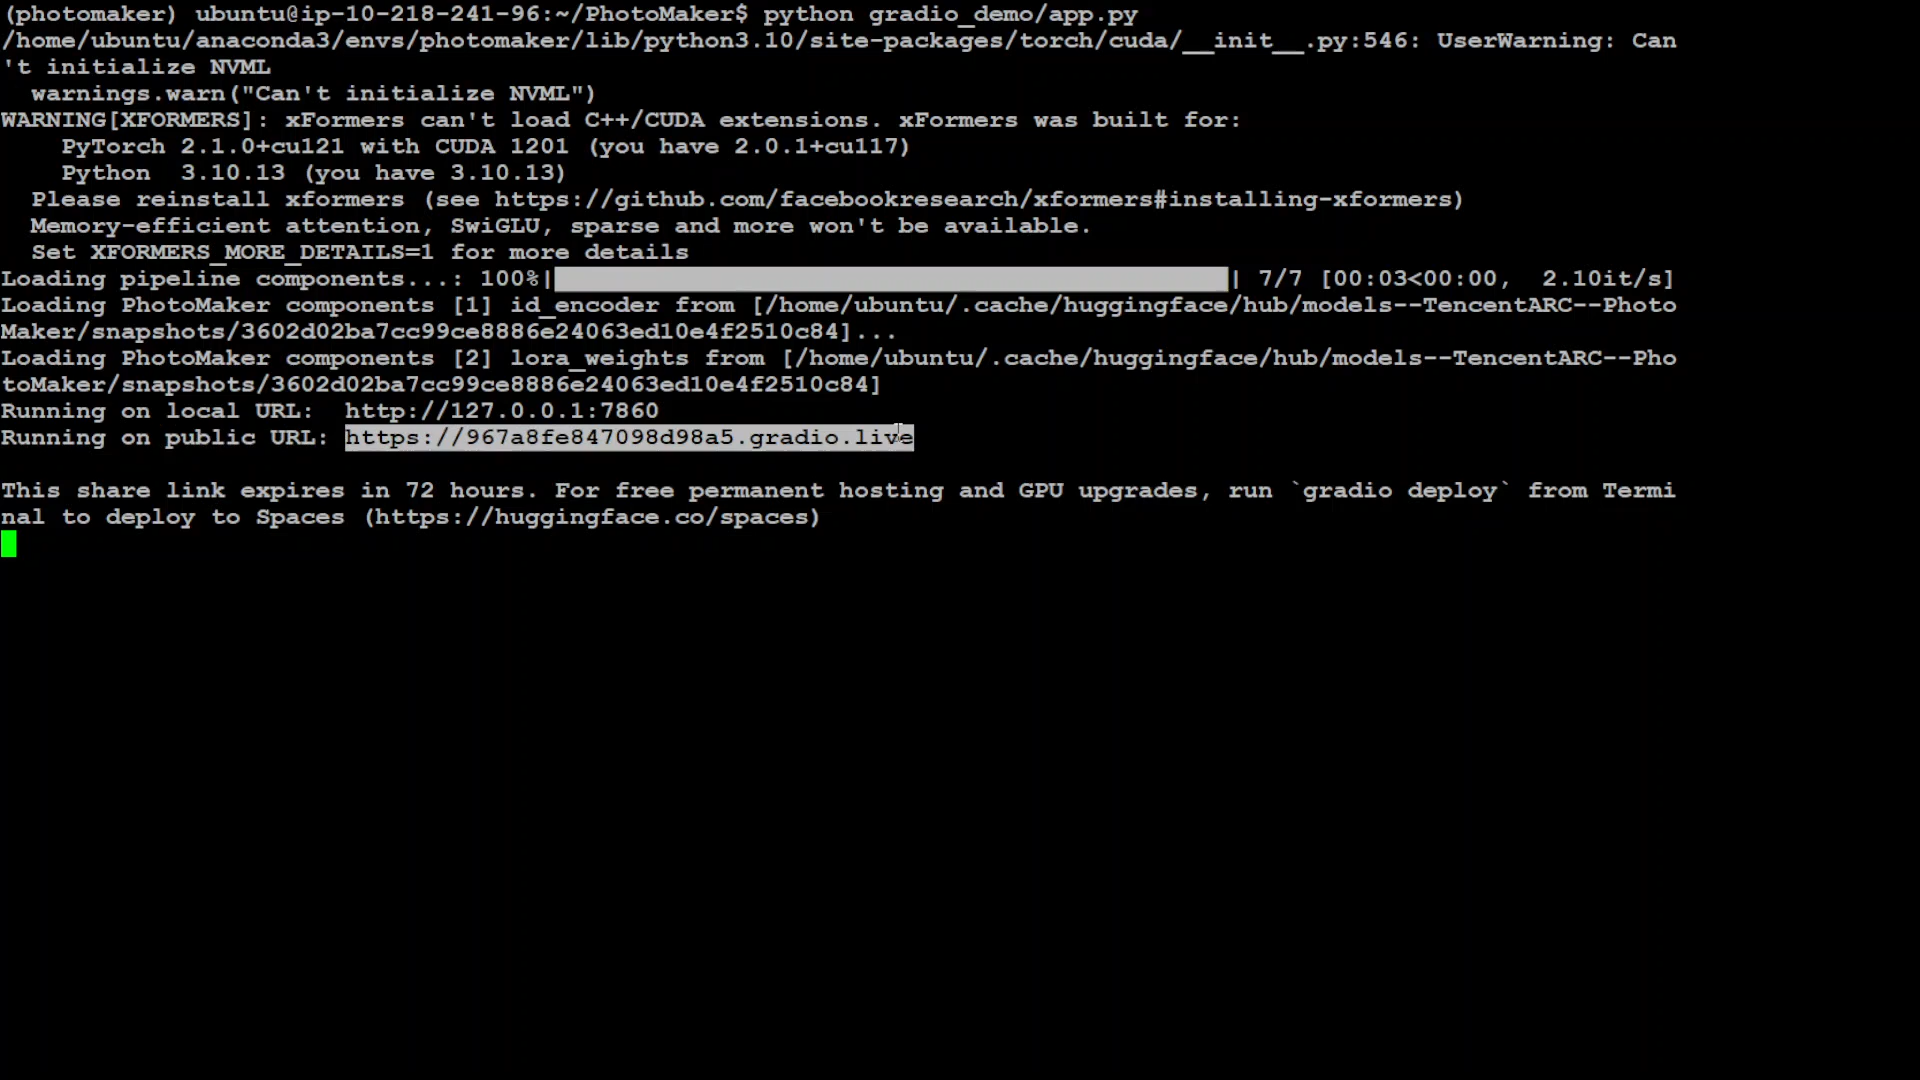 (photomaker) ubuntu@ip-10-218-241-96:~/PhotoMaker$ python gradio_demo/app.py
/home/ubuntu/anaconda3/envs/photomaker/lib/python3.10/site-packages/torch/cuda/__init__.py:546: UserWarning: Can
't initialize NVML
  warnings.warn("Can't initialize NVML")
WARNING[XFORMERS]: xFormers can't load C++/CUDA extensions. xFormers was built for:
    PyTorch 2.1.0+cu121 with CUDA 1201 (you have 2.0.1+cu117)
    Python  3.10.13 (you have 3.10.13)
  Please reinstall xformers (see https://github.com/facebookresearch/xformers#installing-xformers)
  Memory-efficient attention, SwiGLU, sparse and more won't be available.
  Set XFORMERS_MORE_DETAILS=1 for more details
Loading pipeline components...: 100%|█████████████████████████████████████████████| 7/7 [00:03<00:00,  2.10it/s]
Loading PhotoMaker components [1] id_encoder from [/home/ubuntu/.cache/huggingface/hub/models--TencentARC--Photo
Maker/snapshots/3602d02ba7cc99ce8886e24063ed10e4f2510c84]...
Loading PhotoMaker components [2] lora_weights from [/home/ubuntu/.cache/huggingface/hub/models--TencentARC--Pho
toMaker/snapshots/3602d02ba7cc99ce8886e24063ed10e4f2510c84]
Running on local URL:  http://127.0.0.1:7860
Running on public URL: https://967a8fe847098d98a5.gradio.live
This share link expires in 72 hours. For free permanent hosting and GPU upgrades, run `gradio deploy` from Termi
nal to deploy to Spaces (https://huggingface.co/spaces)